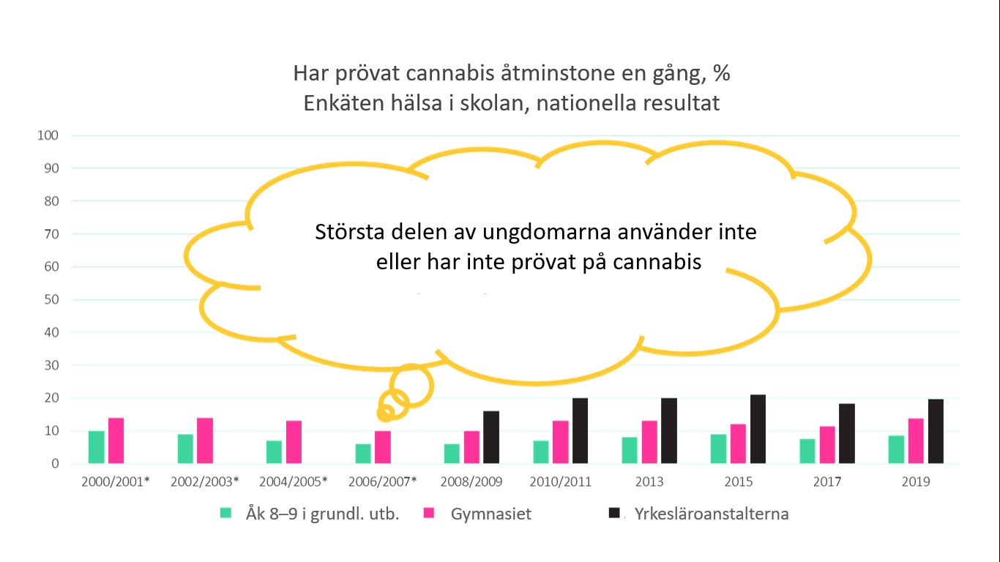 Har prövat cannabis åtminstone en gång, %
Enkäten hälsa i skolan, nationella resultat
100
90
80
70
60
50
40
30
20
10
0
Största delen av ungdomarna använder inte
eller har inte prövat på cannabis
2000/2001* 2002/2003* 2004/2005* 2006/2007* 2008/2009 2010/2011 2013 2015 2017 2019
Åk 8–9 i grundl. utb. Gymnasiet Yrkesläroanstalterna